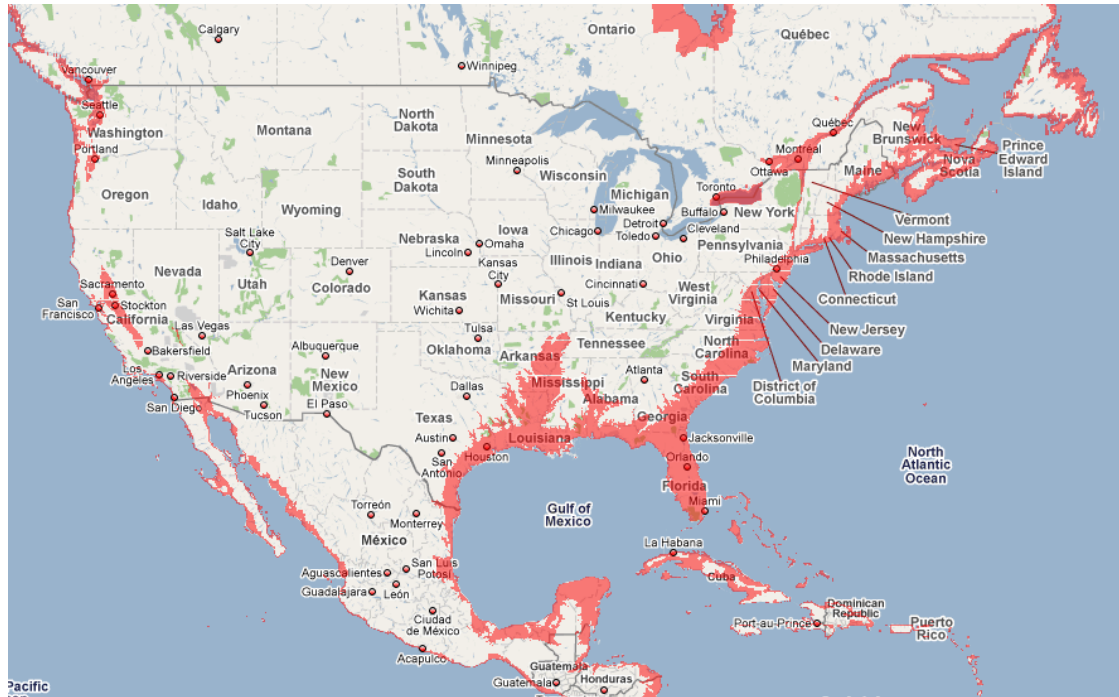 Ontario
Québec
Calgary
Winnipeg
Vancouver
Seattle
Washington
Montana
North
Dakota
Minnesota
Québec
New
Brunswick
Prince
Edward
Island
Portland
Minneapolis
Wisconsin
Montréal
Ottawa
Maine
Nova
Scotia
Oregon
Idaho
South
Dakota
Michigan
Toronto
Wyoming
Milwaukee
Buffalo
New York
Vermont
Salt Lake
City
Iowa
Detroit
Chicago
Toledo
Cleveland
New Hampshire
Nebraska
Omaha
Lincoln
Pennsylvania
Massachusetts
Nevada
Denver
Kansas
City
Illinois
Indiana
Ohio
Philadelphia
Rhode Island
Sacramento
Utah
Colorado
Cincinnati
West
Virginia
Connecticut
San
Francisco
Stockton
California
Kansas
Missouri
St Louis
Wichita
Kentucky
Virginia
New Jersey
Las Vegas
Tulsa
Delaware
Bakersfield
Albuquerque
Oklahoma
Tennessee
North
Carolina
Maryland
Los
Angeles
Riverside
Arizona
Arkansas
Phoenix
New
Mexico
Dallas
Mississippi
Atlanta
South
Carolina
District of
Columbia
San Diego
Tucson
El Paso
Alabama
Texas
Georgia
Austin
Louisiana
Jacksonville
San
Antonio
Houston
Orlando
North
Atlantic
Ocean
Florida
Torreón
Monterrey
Gulf of
Mexico
Miami
México
La Habana
Aguascalientes
San Luis
Potosí
Cuba
Guadalajara
León
Dominican
Republic
Ciudad
de México
Port-au-Prince
Puerto
Rico
Acapulco
Guatemala
Guatemala
Honduras
Pacific